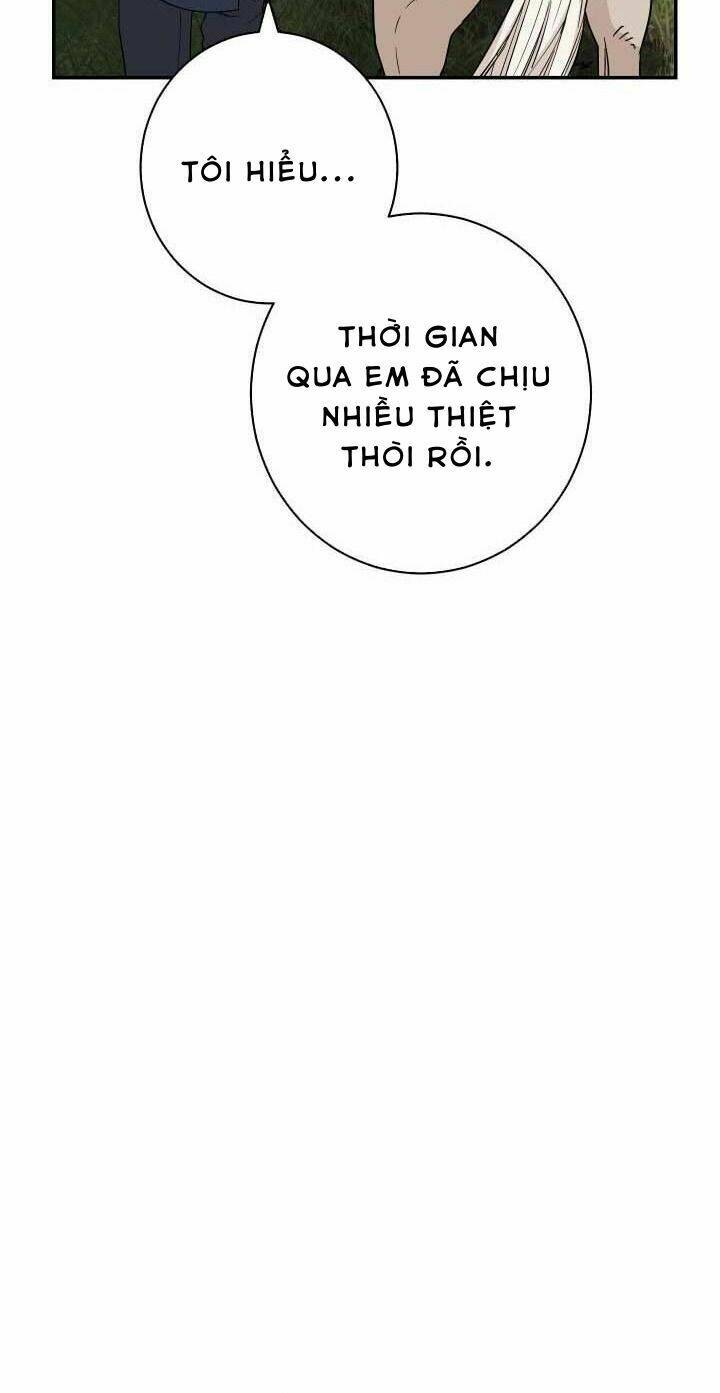 TÔI HIỂU...
THỜI GIAN
QUA EM ĐÃ CHỊU
NHIỀU THIỆT
THÒI RỒI.